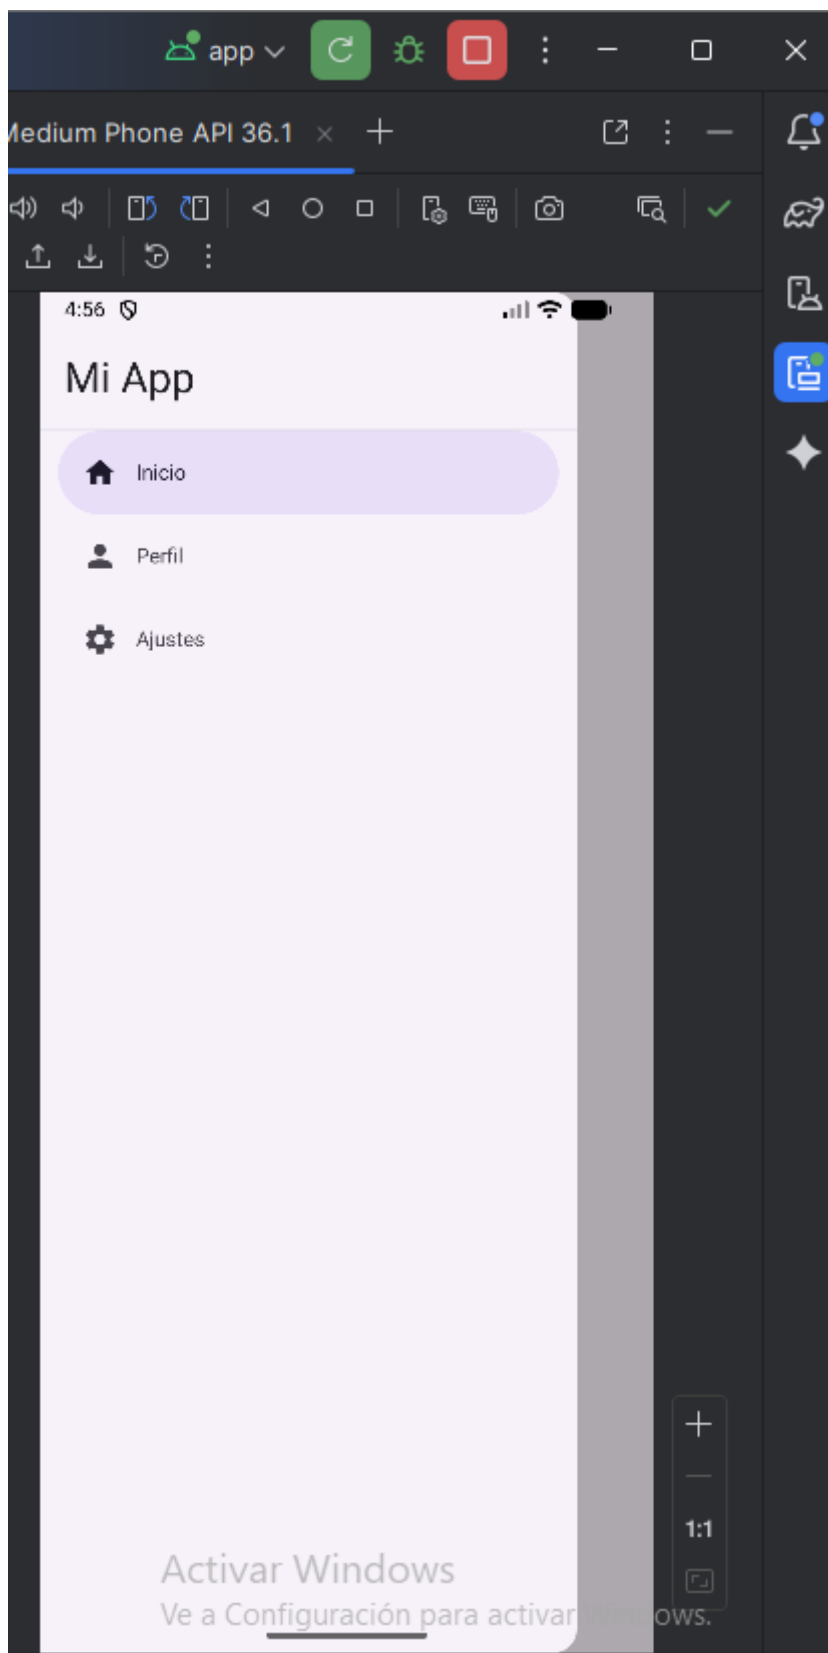 app
Medium Phone API 36.1
4:56
Mi App
Inicio
Perfil
Ajustes
1:1
Activar Windows
Ve a Configuración para activar Windows.